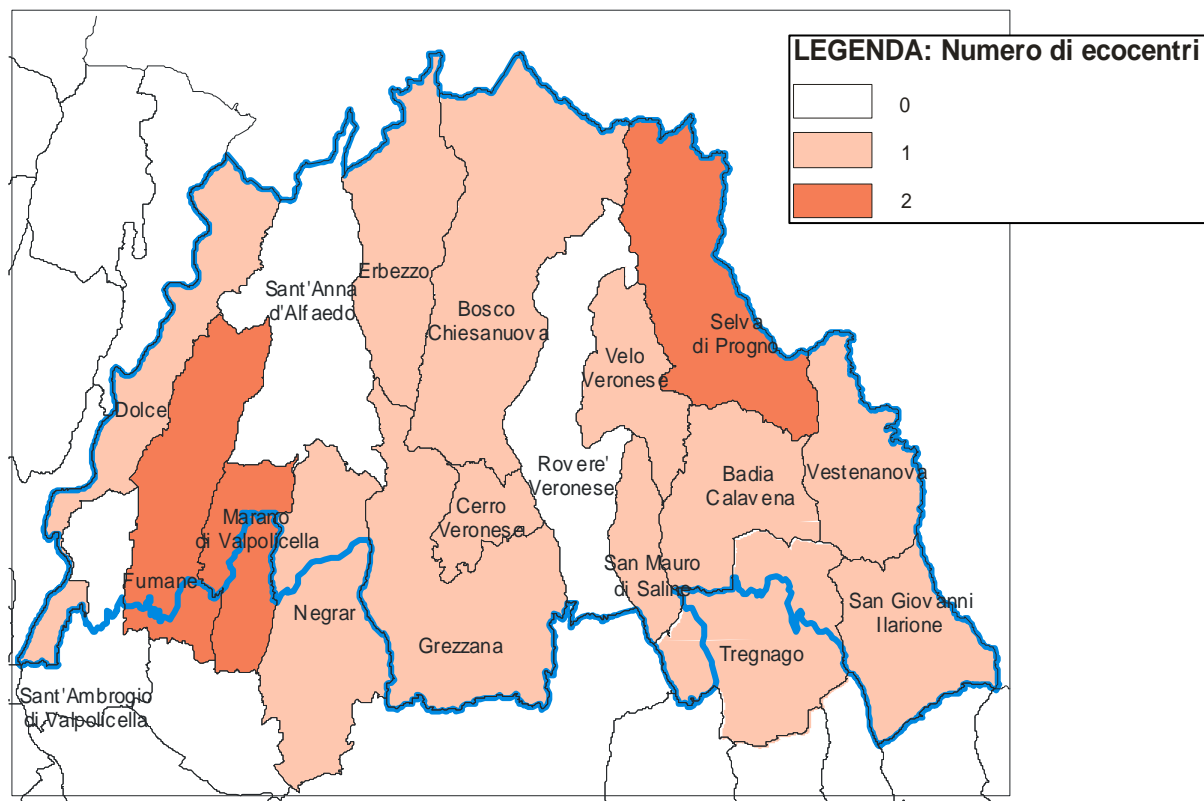 LEGENDA: Numero di ecocentri
0
1
2
Erbezzo
Sant'Anna
d'Alfaedo
Bosco
Chiesanuova
Selva
di Progno
Velo
Veronese
Dolce'
Rovere'
Veronese
Badia
Calavena
Vestenanova
Cerro
Veronese
Marano
di Valpolicella
San Mauro
di Saline
Fumane
Negrar
San Giovanni
Ilarione
Grezzana
Tregnago
Sant'Ambrogio
di Valpolicella